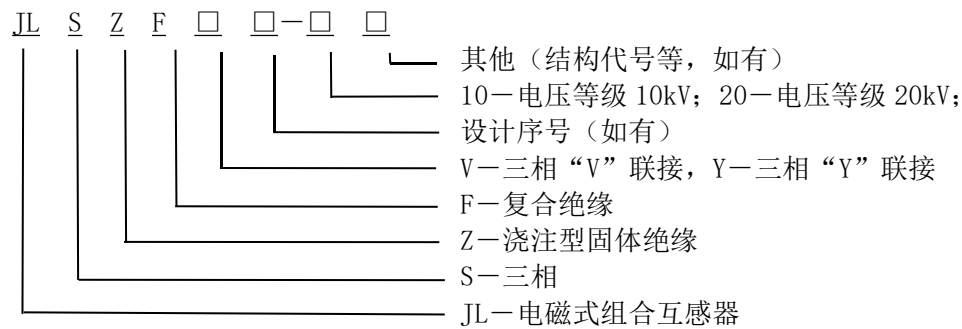 JL S Z F □ □－□ □
其他（结构代号等，如有）
10－电压等级 10kV；20－电压等级 20kV；
设计序号（如有）
V－三相“V”联接，Y－三相“Y”联接
F－复合绝缘
Z－浇注型固体绝缘
S－三相
JL－电磁式组合互感器